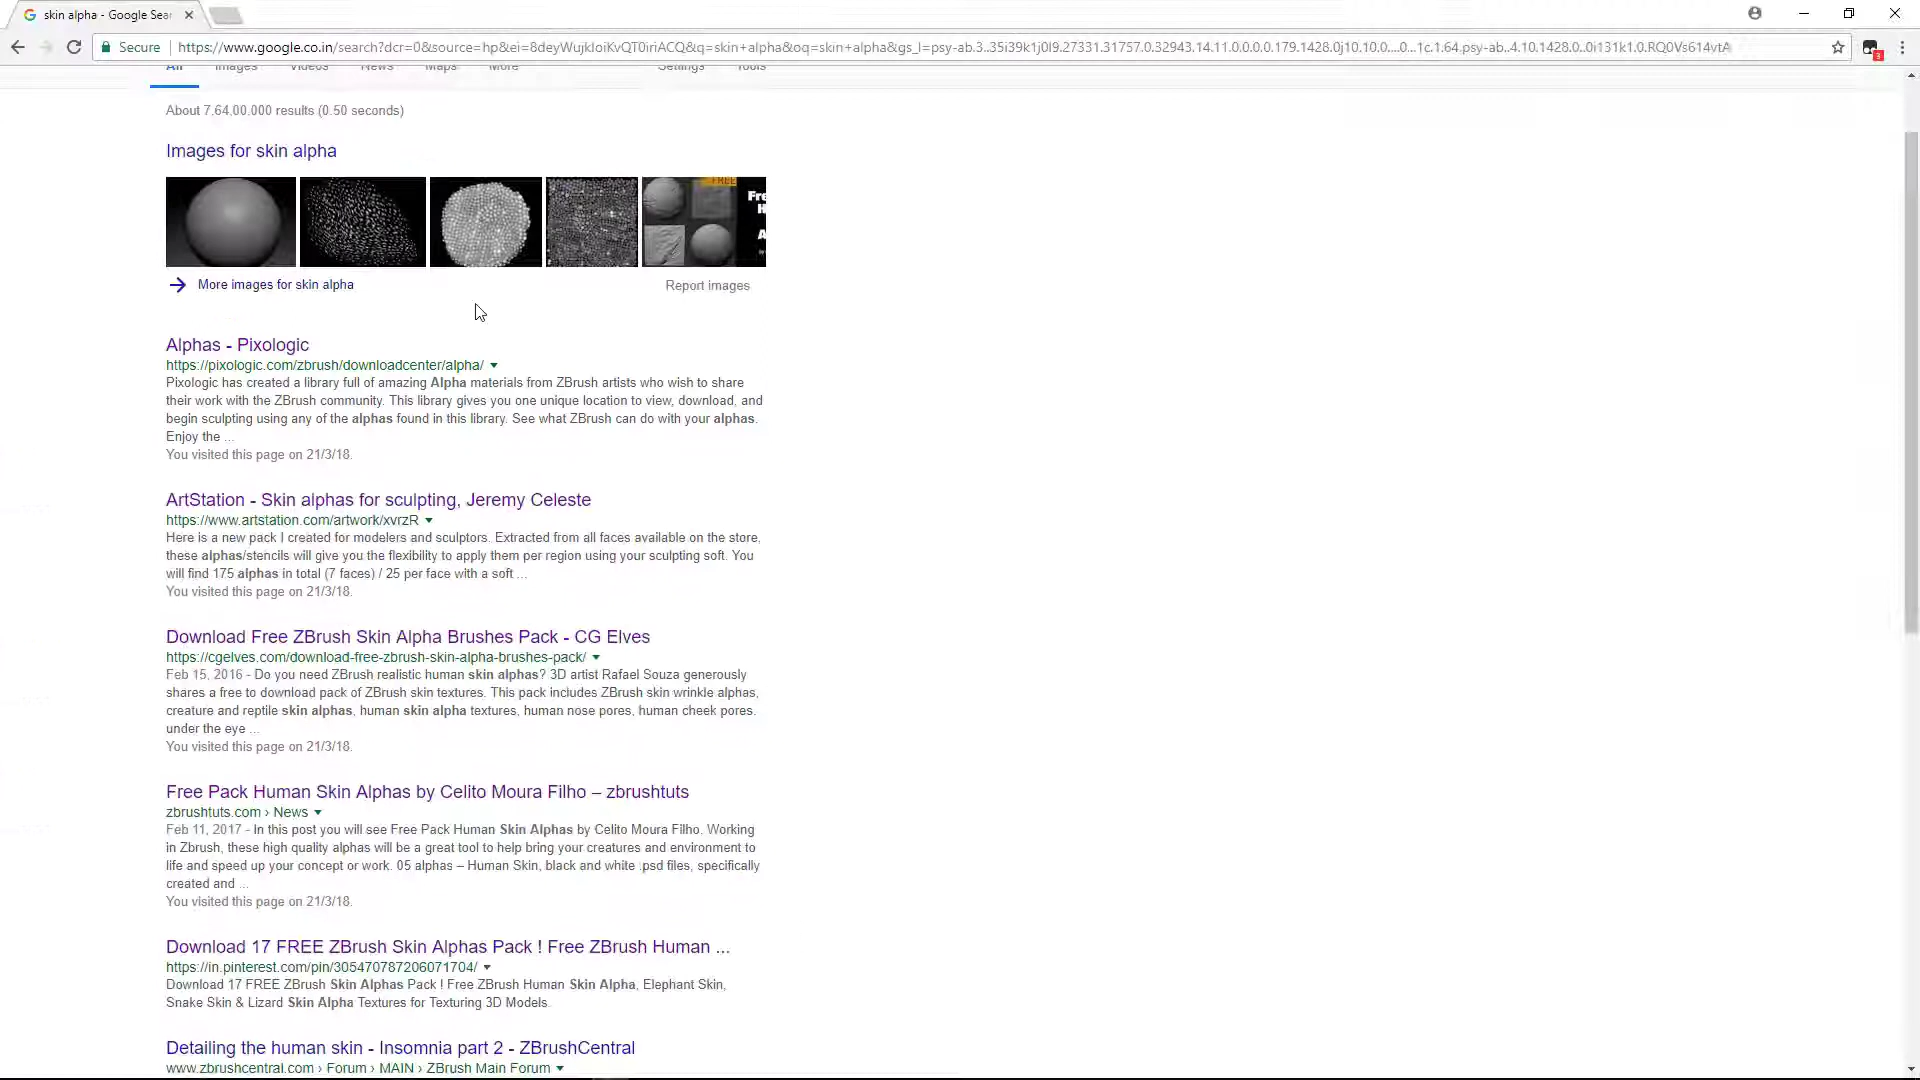 skin alpha - Google Sea
Secure
https://www.google.co.in/search?dcr=0&source=hp&ei=8deyWujkIoiKvQT0iriACQ&q=skin+alpha&oq=skin+alpha&gs_l=psy-ab.3..35i39k1j0l9.27331.31757.0.32943.14.11.0.0.0.0.179.1428.0j10.10.0....0...1c.1.64.psy-ab..4.10.1428.0..0i131k1.0.RQ0Vs614vtA
All Images Videos News Maps More Settings Tools
About 7,64,00,000 results (0.50 seconds)
Images for skin alpha
FREE
More images for skin alpha
Report images
Alphas - Pixologic
https://pixologic.com/zbrush/downloadcenter/alpha/
Pixologic has created a library full of amazing Alpha materials from ZBrush artists who wish to share
their work with the ZBrush community. This library gives you one unique location to view, download, and
begin sculpting using any of the alphas found in this library. See what ZBrush can do with your alphas.
Enjoy the ...
You visited this page on 21/3/18.
ArtStation - Skin alphas for sculpting, Jeremy Celeste
https://www.artstation.com/artwork/xvrzR
Here is a new pack I created for modelers and sculptors. Extracted from all faces available on the store,
these alphas/stencils will give you the flexibility to apply them per region using your sculpting soft. You
will find 175 alphas in total (7 faces) / 25 per face with a soft ...
You visited this page on 21/3/18.
Download Free ZBrush Skin Alpha Brushes Pack - CG Elves
https://cgelves.com/download-free-zbrush-skin-alpha-brushes-pack/
Feb 15, 2016 - Do you need ZBrush realistic human skin alphas? 3D artist Rafael Souza generously
shares a free to download pack of ZBrush skin textures. This pack includes ZBrush skin wrinkle alphas,
creature and reptile skin alphas, human skin alpha textures, human nose pores, human cheek pores.
under the eye ...
You visited this page on 21/3/18.
Free Pack Human Skin Alphas by Celito Moura Filho – zbrushtuts
zbrushtuts.com › News
Feb 11, 2017 - In this post you will see Free Pack Human Skin Alphas by Celito Moura Filho. Working
in Zbrush, these high quality alphas will be a great tool to help bring your creatures and environment to
life and speed up your concept or work. 05 alphas – Human Skin, black and white .psd files, specifically
created and ...
You visited this page on 21/3/18.
Download 17 FREE ZBrush Skin Alphas Pack ! Free ZBrush Human ...
https://in.pinterest.com/pin/305470787206071704/
Download 17 FREE ZBrush Skin Alphas Pack ! Free ZBrush Human Skin Alpha, Elephant Skin,
Snake Skin & Lizard Skin Alpha Textures for Texturing 3D Models.
Detailing the human skin - Insomnia part 2 - ZBrushCentral
www.zbrushcentral.com › Forum › MAIN › ZBrush Main Forum